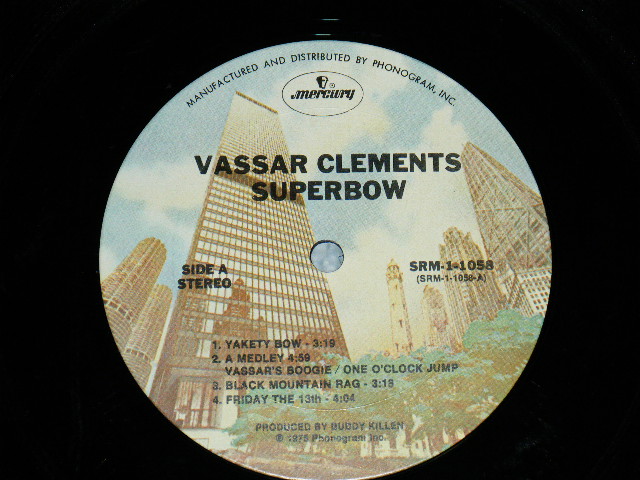 MANUFACTURED AND DISTRIBUTED BY PHONOGRAM, INC.
mercury
VASSAR CLEMENTS
SUPERBOW
SIDE A
STEREO
SRM-1-1058
(SRM-1-1058-A)
1. YAKETY BOW - 3:19
2. A MEDLEY 4:59
VASSAR'S BOOGIE / ONE O'CLOCK JUMP
3. BLACK MOUNTAIN RAG - 3:18
4. FRIDAY THE 13th - 4:04
PRODUCED BY BUDDY KILLEN
℗ 1975 Phonogram Inc.